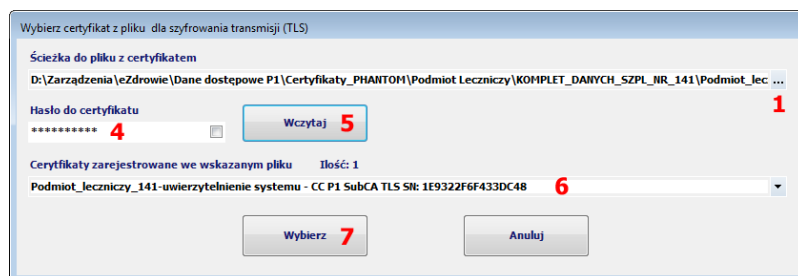 Wybierz certyfikat z pliku dla szyfrowania transmisji (TLS)
Ścieżka do pliku z certyfikatem
D:\Zarządzenia\eZdrowie\Dane dostępowe P1\Certyfikaty_PHANTOM\Podmiot Leczniczy\KOMPLET_DANYCH_SZPL_NR_141\Podmiot_lec ...
1
Hasło do certyfikatu
********** 4 Wczytaj 5
Cerytfikaty zarejestrowane we wskazanym pliku Ilość: 1
Podmiot_leczniczy_141-uwierzytelnienie systemu - CC P1 SubCA TLS SN: 1E9322F6F433DC48 6
Wybierz 7 Anuluj